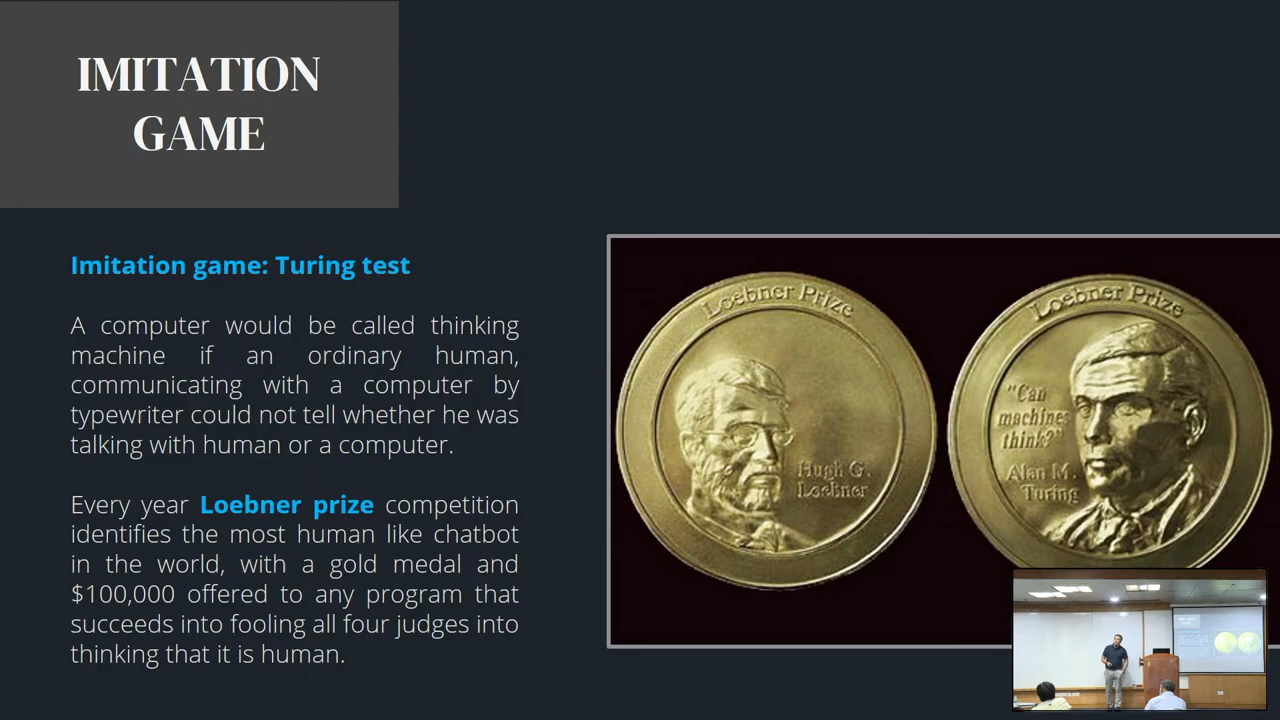 IMITATION
GAME
Imitation game: Turing test
A computer would be called thinking
machine if an ordinary human,
communicating with a computer by
typewriter could not tell whether he was
talking with human or a computer.
Every year Loebner prize competition
identifies the most human like chatbot
in the world, with a gold medal and
$100,000 offered to any program that
succeeds into fooling all four judges into
thinking that it is human.
Loebner Prize
Hugh G.
Loebner
Loebner Prize
"Can
machines
think?"
Alan M.
Turing